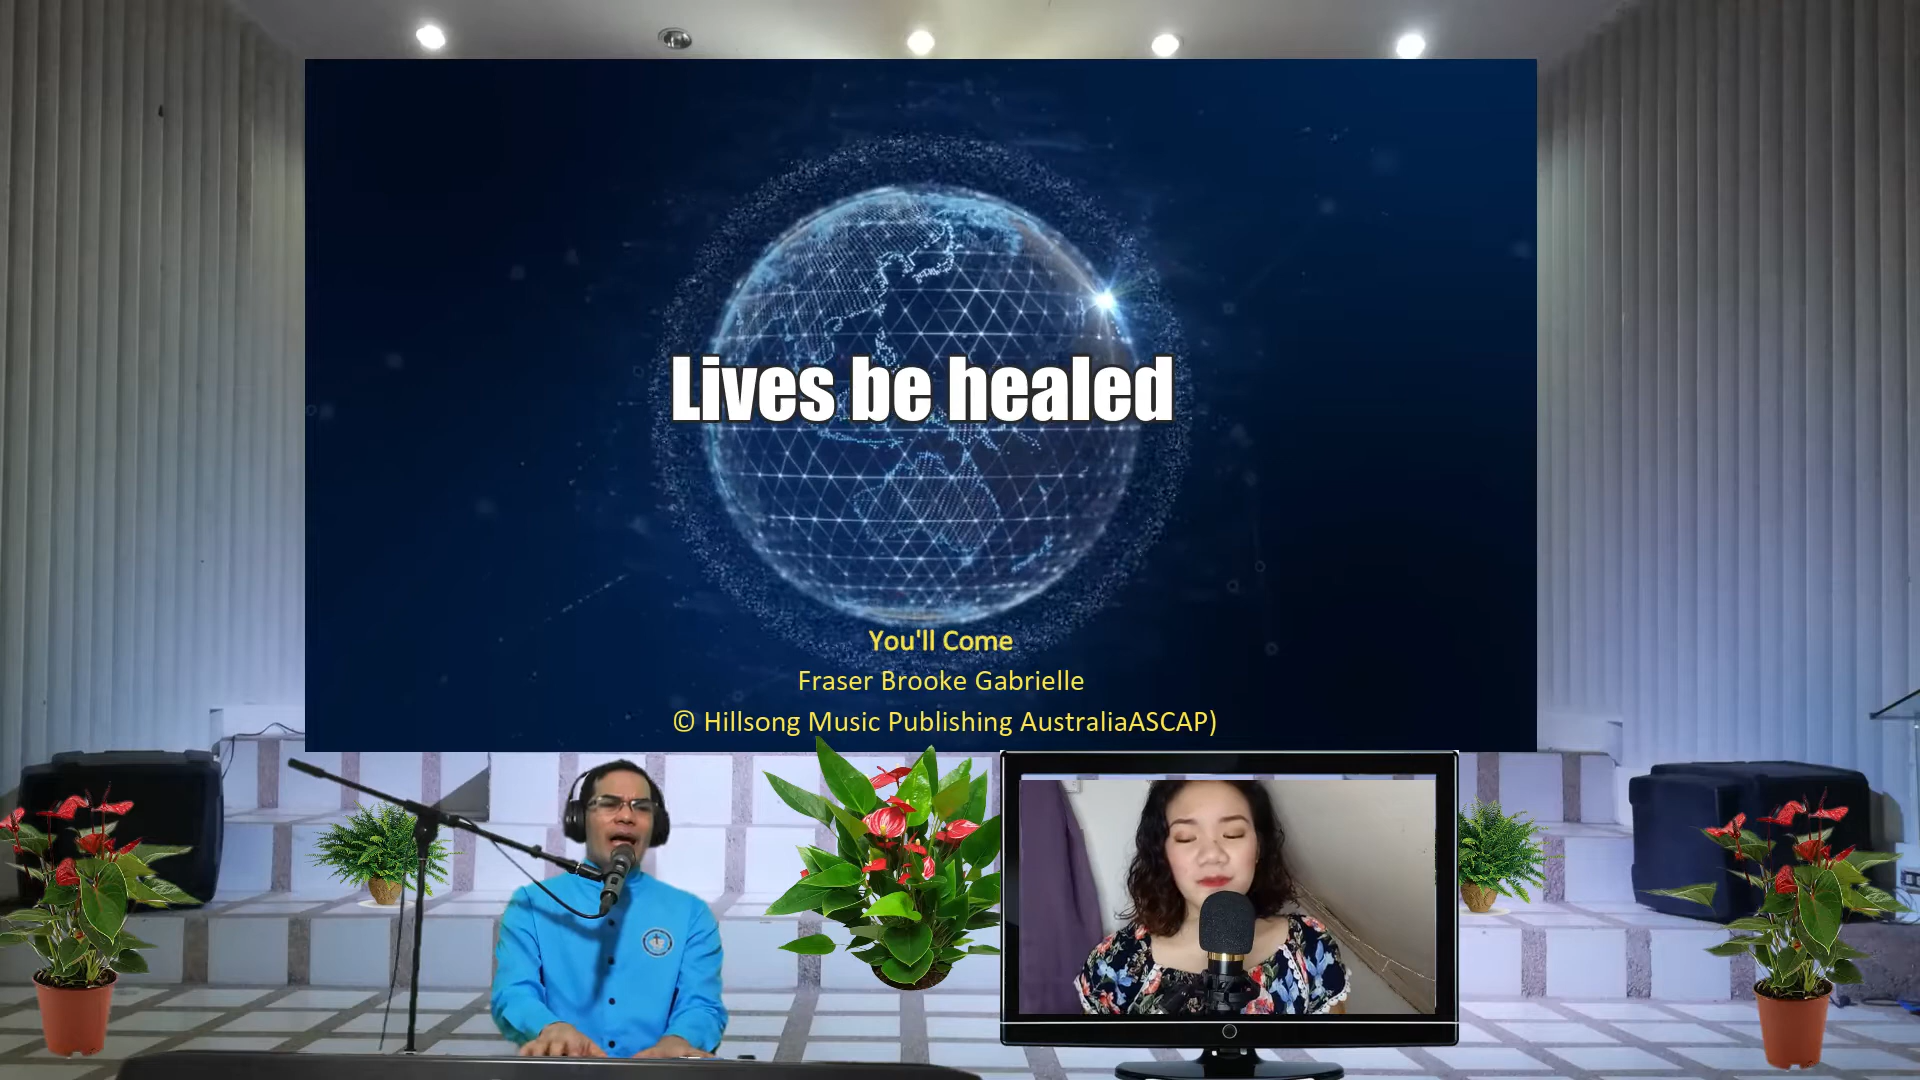 Lives be healed
You'll Come
Fraser Brooke Gabrielle
© Hillsong Music Publishing AustraliaASCAP)